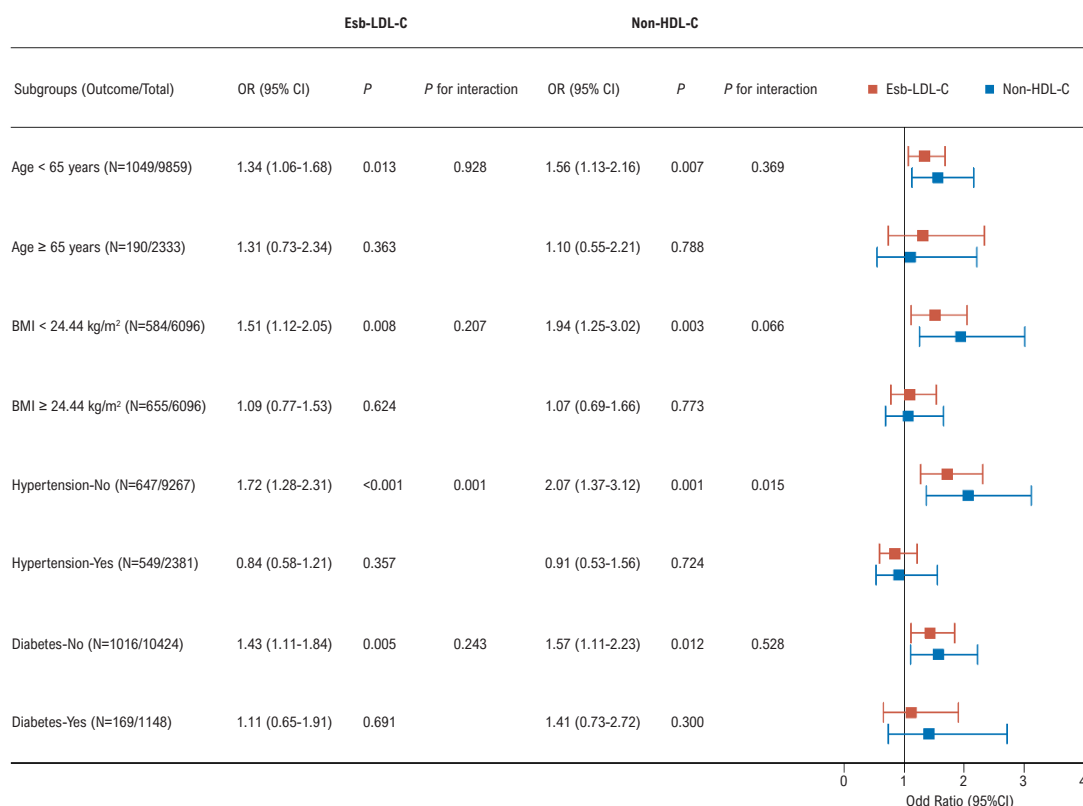 Esb-LDL-C Non-HDL-C
Subgroups (Outcome/Total) OR (95% CI) P P for interaction OR (95% CI) P P for interaction Esb-LDL-C Non-HDL-C
Age < 65 years (N=1049/9859) 1.34 (1.06-1.68) 0.013 0.928 1.56 (1.13-2.16) 0.007 0.369
Age ≥ 65 years (N=190/2333) 1.31 (0.73-2.34) 0.363 1.10 (0.55-2.21) 0.788
BMI < 24.44 kg/m² (N=584/6096) 1.51 (1.12-2.05) 0.008 0.207 1.94 (1.25-3.02) 0.003 0.066
BMI ≥ 24.44 kg/m² (N=655/6096) 1.09 (0.77-1.53) 0.624 1.07 (0.69-1.66) 0.773
Hypertension-No (N=647/9267) 1.72 (1.28-2.31) <0.001 0.001 2.07 (1.37-3.12) 0.001 0.015
Hypertension-Yes (N=549/2381) 0.84 (0.58-1.21) 0.357 0.91 (0.53-1.56) 0.724
Diabetes-No (N=1016/10424) 1.43 (1.11-1.84) 0.005 0.243 1.57 (1.11-2.23) 0.012 0.528
Diabetes-Yes (N=169/1148) 1.11 (0.65-1.91) 0.691 1.41 (0.73-2.72) 0.300
0 1 2 3 4
Odd Ratio (95%CI)